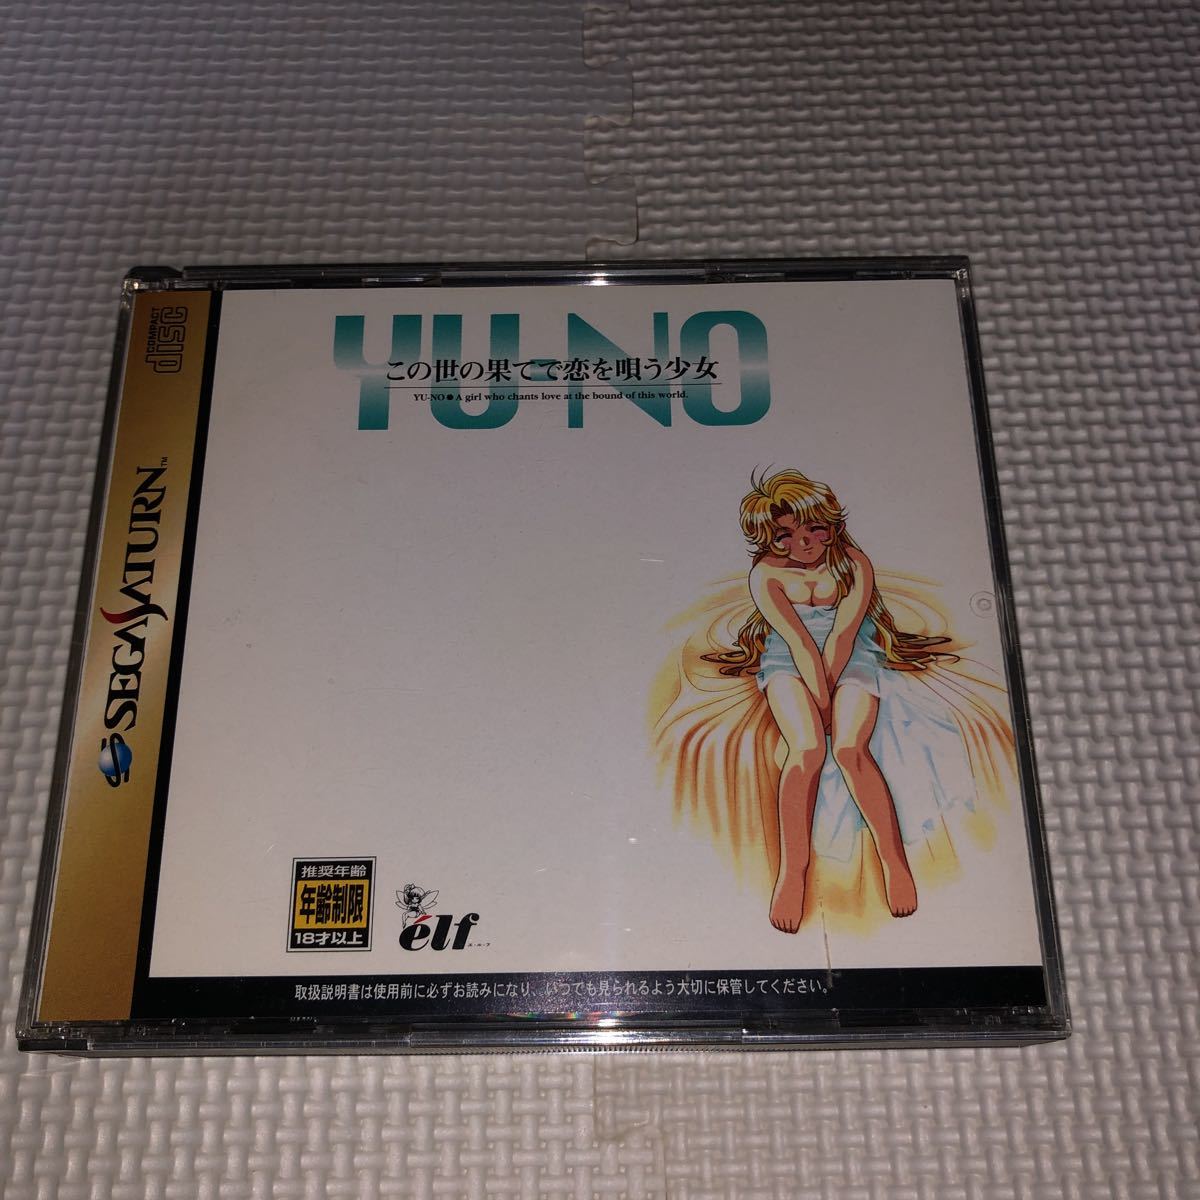 COMPACT
disc
SEGA SATURN™
YU-NO
この世の果てで恋を唄う少女
YU-NO●A girl who chants love at the bound of this world.
推奨年齢
年齢制限
18才以上
élf
エ・ル・フ
取扱説明書は使用前に必ずお読みになり、いつでも見られるよう大切に保管してください。